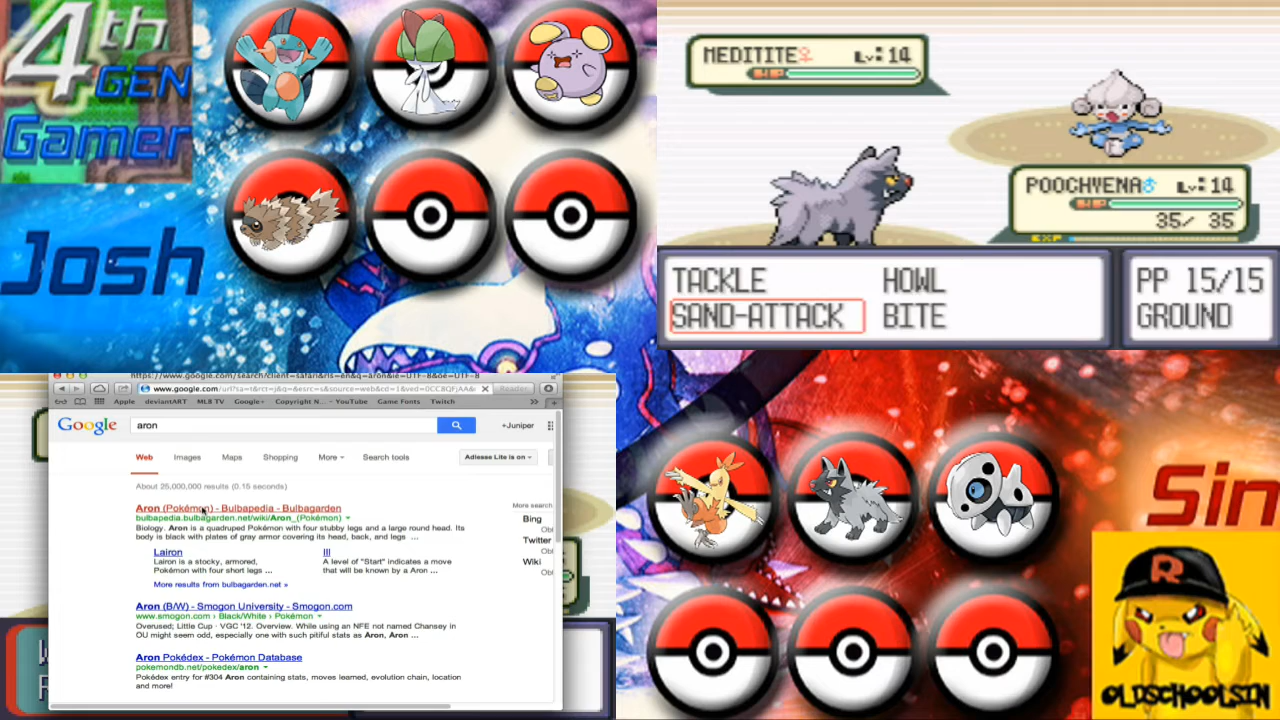 4th
GEN
Gamer
Josh
MEDITITE♀ Lv:14
HP
POOCHYENA♂ Lv:14
HP
35/ 35
EXP
TACKLE HOWL
SAND-ATTACK BITE
PP 15/15
GROUND
www.google.com
Reader
Apple deviantART MLB TV Google+ Copyright N... - YouTube Game Fonts Twitch
Google
aron
+Juniper
Web Images Maps Shopping More Search tools
Adlesse Lite is on
About 25,000,000 results (0.15 seconds)
More search
Bing
Twitter
Wiki
Aron (Pokémon) - Bulbapedia - Bulbagarden
bulbapedia.bulbagarden.net/wiki/Aron_(Pokémon)
Biology. Aron is a quadruped Pokémon with four stubby legs and a large round head. Its
body is black with plates of gray armor covering its head, back, and legs ...
Lairon III
Lairon is a stocky, armored, A level of "Start" indicates a move
Pokémon with four short legs ... that will be known by a Aron ...
More results from bulbagarden.net »
Aron (B/W) - Smogon University - Smogon.com
www.smogon.com › Black/White › Pokémon
Overused; Little Cup · VGC '12. Overview. While using an NFE not named Chansey in
OU might seem odd, especially one with such pitiful stats as Aron, Aron ...
Aron Pokédex - Pokémon Database
pokemondb.net/pokedex/aron
Pokédex entry for #304 Aron containing stats, moves learned, evolution chain, location
and more!
Sin
R
OLDSCHOOLSIN